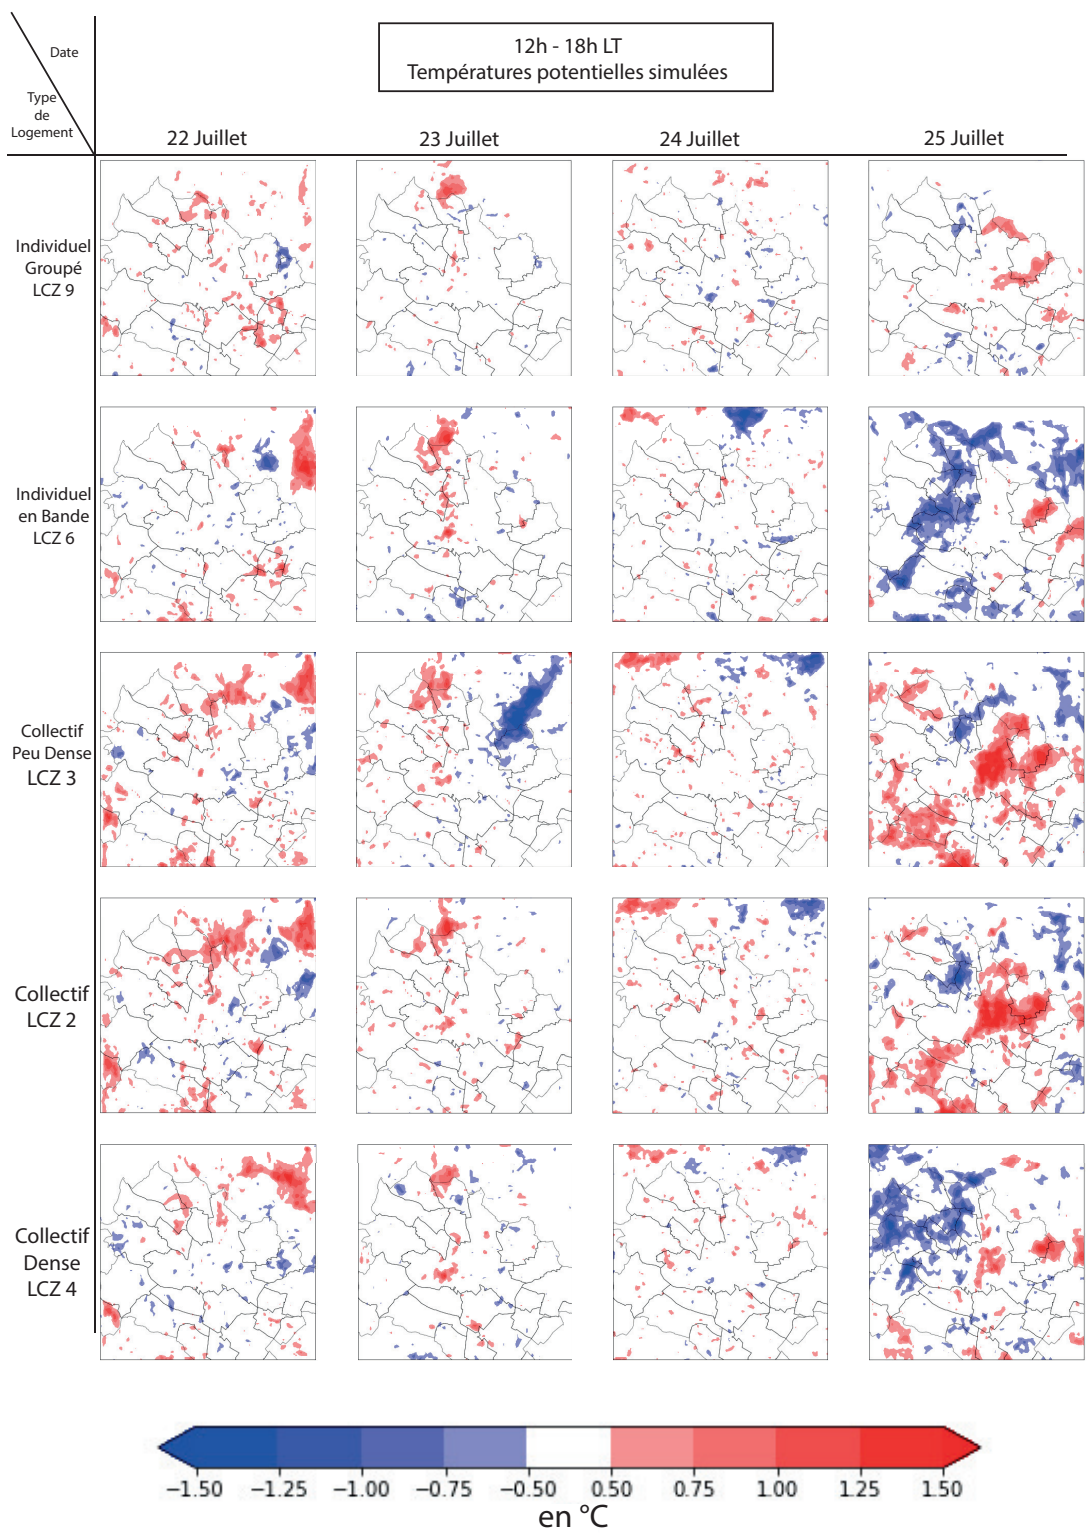 Date
Type
de
Logement
12h - 18h LT
Températures potentielles simulées
22 Juillet
23 Juillet
24 Juillet
25 Juillet
Individuel
Groupé
LCZ 9
Individuel
en Bande
LCZ 6
Collectif
Peu Dense
LCZ 3
Collectif
LCZ 2
Collectif
Dense
LCZ 4
−1.50 −1.25 −1.00 −0.75 −0.50 0.50 0.75 1.00 1.25 1.50
en °C